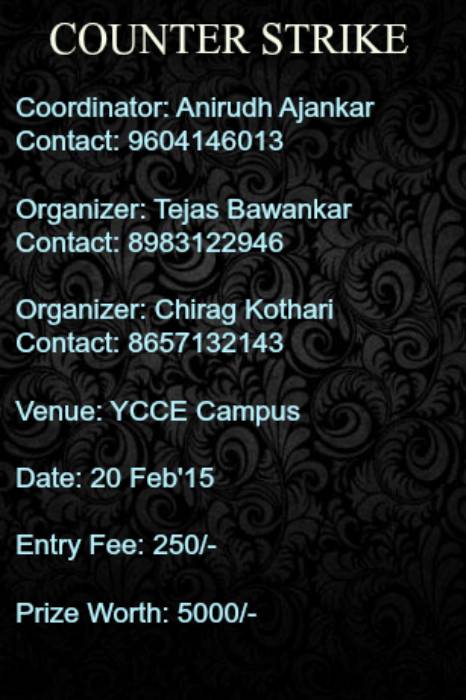 COUNTER STRIKE
Coordinator: Anirudh Ajankar
Contact: 9604146013
Organizer: Tejas Bawankar
Contact: 8983122946
Organizer: Chirag Kothari
Contact: 8657132143
Venue: YCCE Campus
Date: 20 Feb'15
Entry Fee: 250/-
Prize Worth: 5000/-